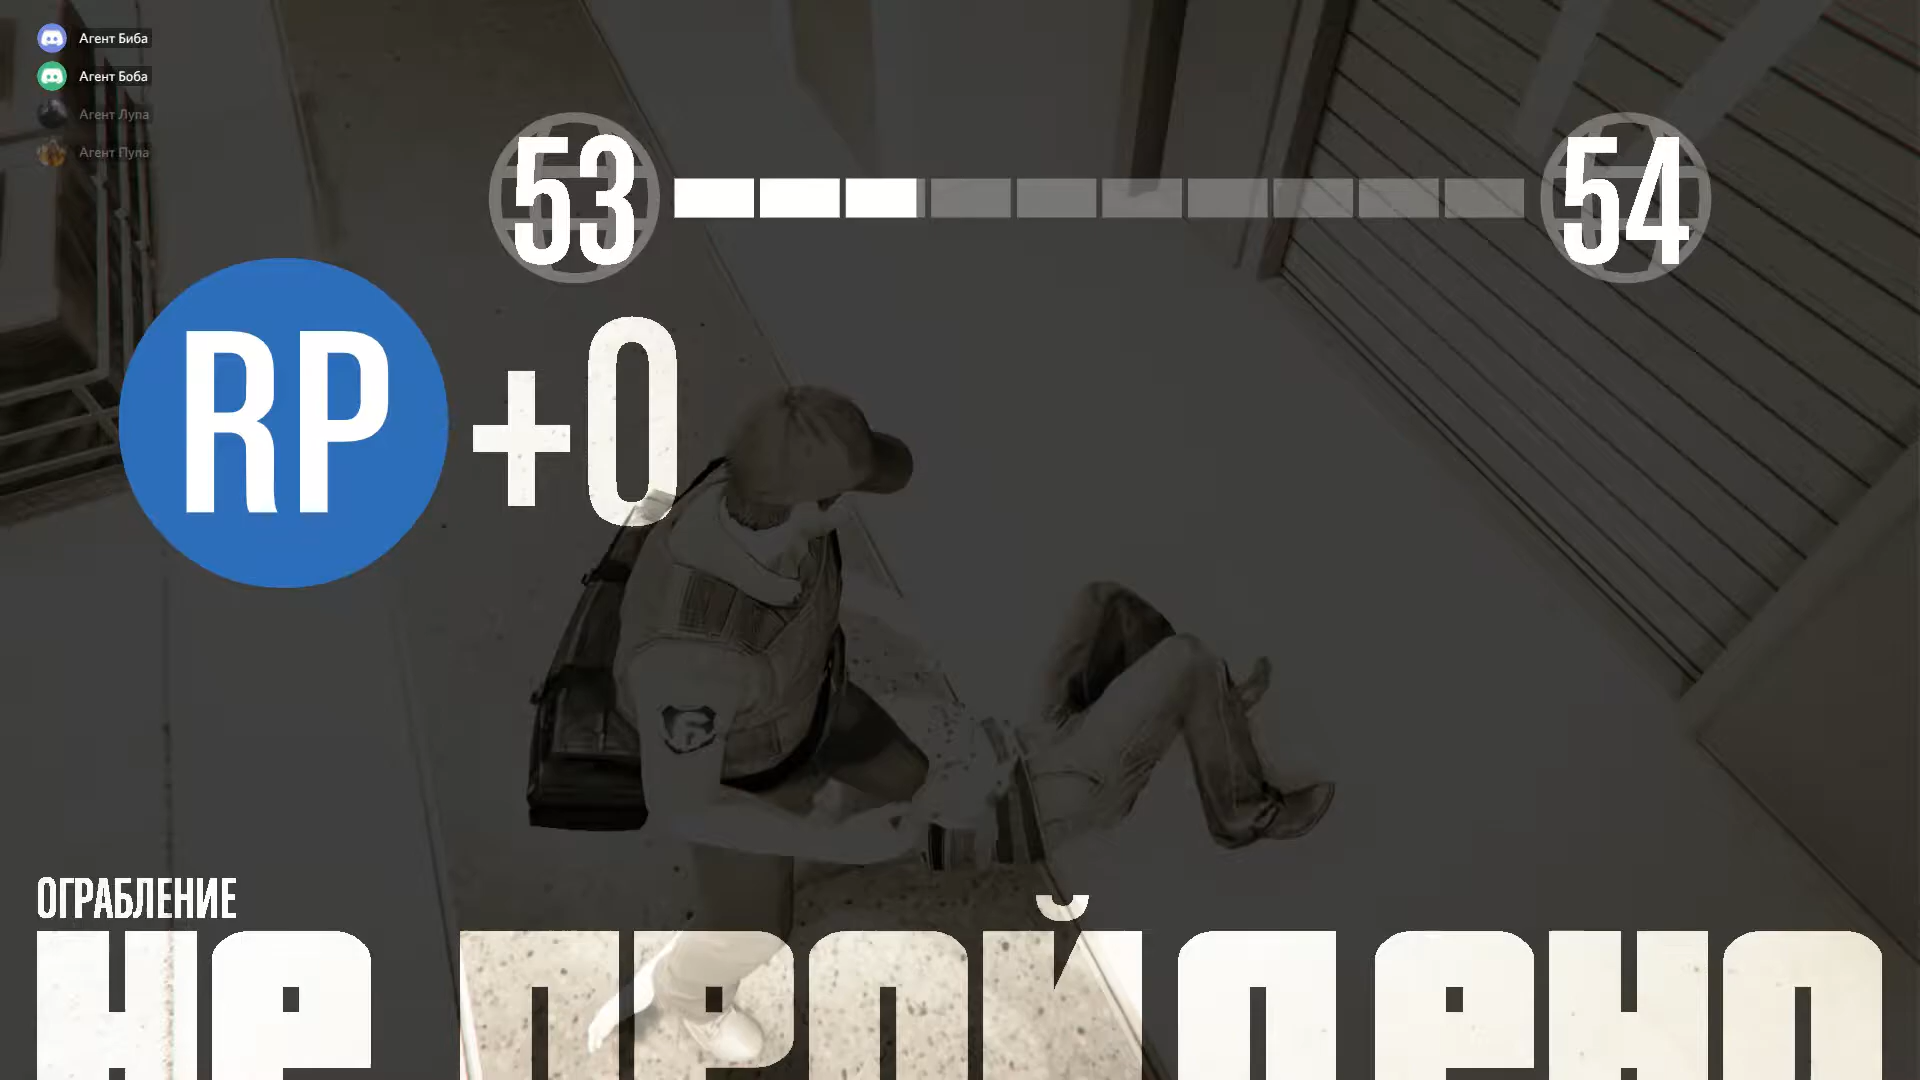 Агент Биба
Агент Боба
Агент Лупа
Агент Пупа
53
54
RP +0
ОГРАБЛЕНИЕ
не пройдено